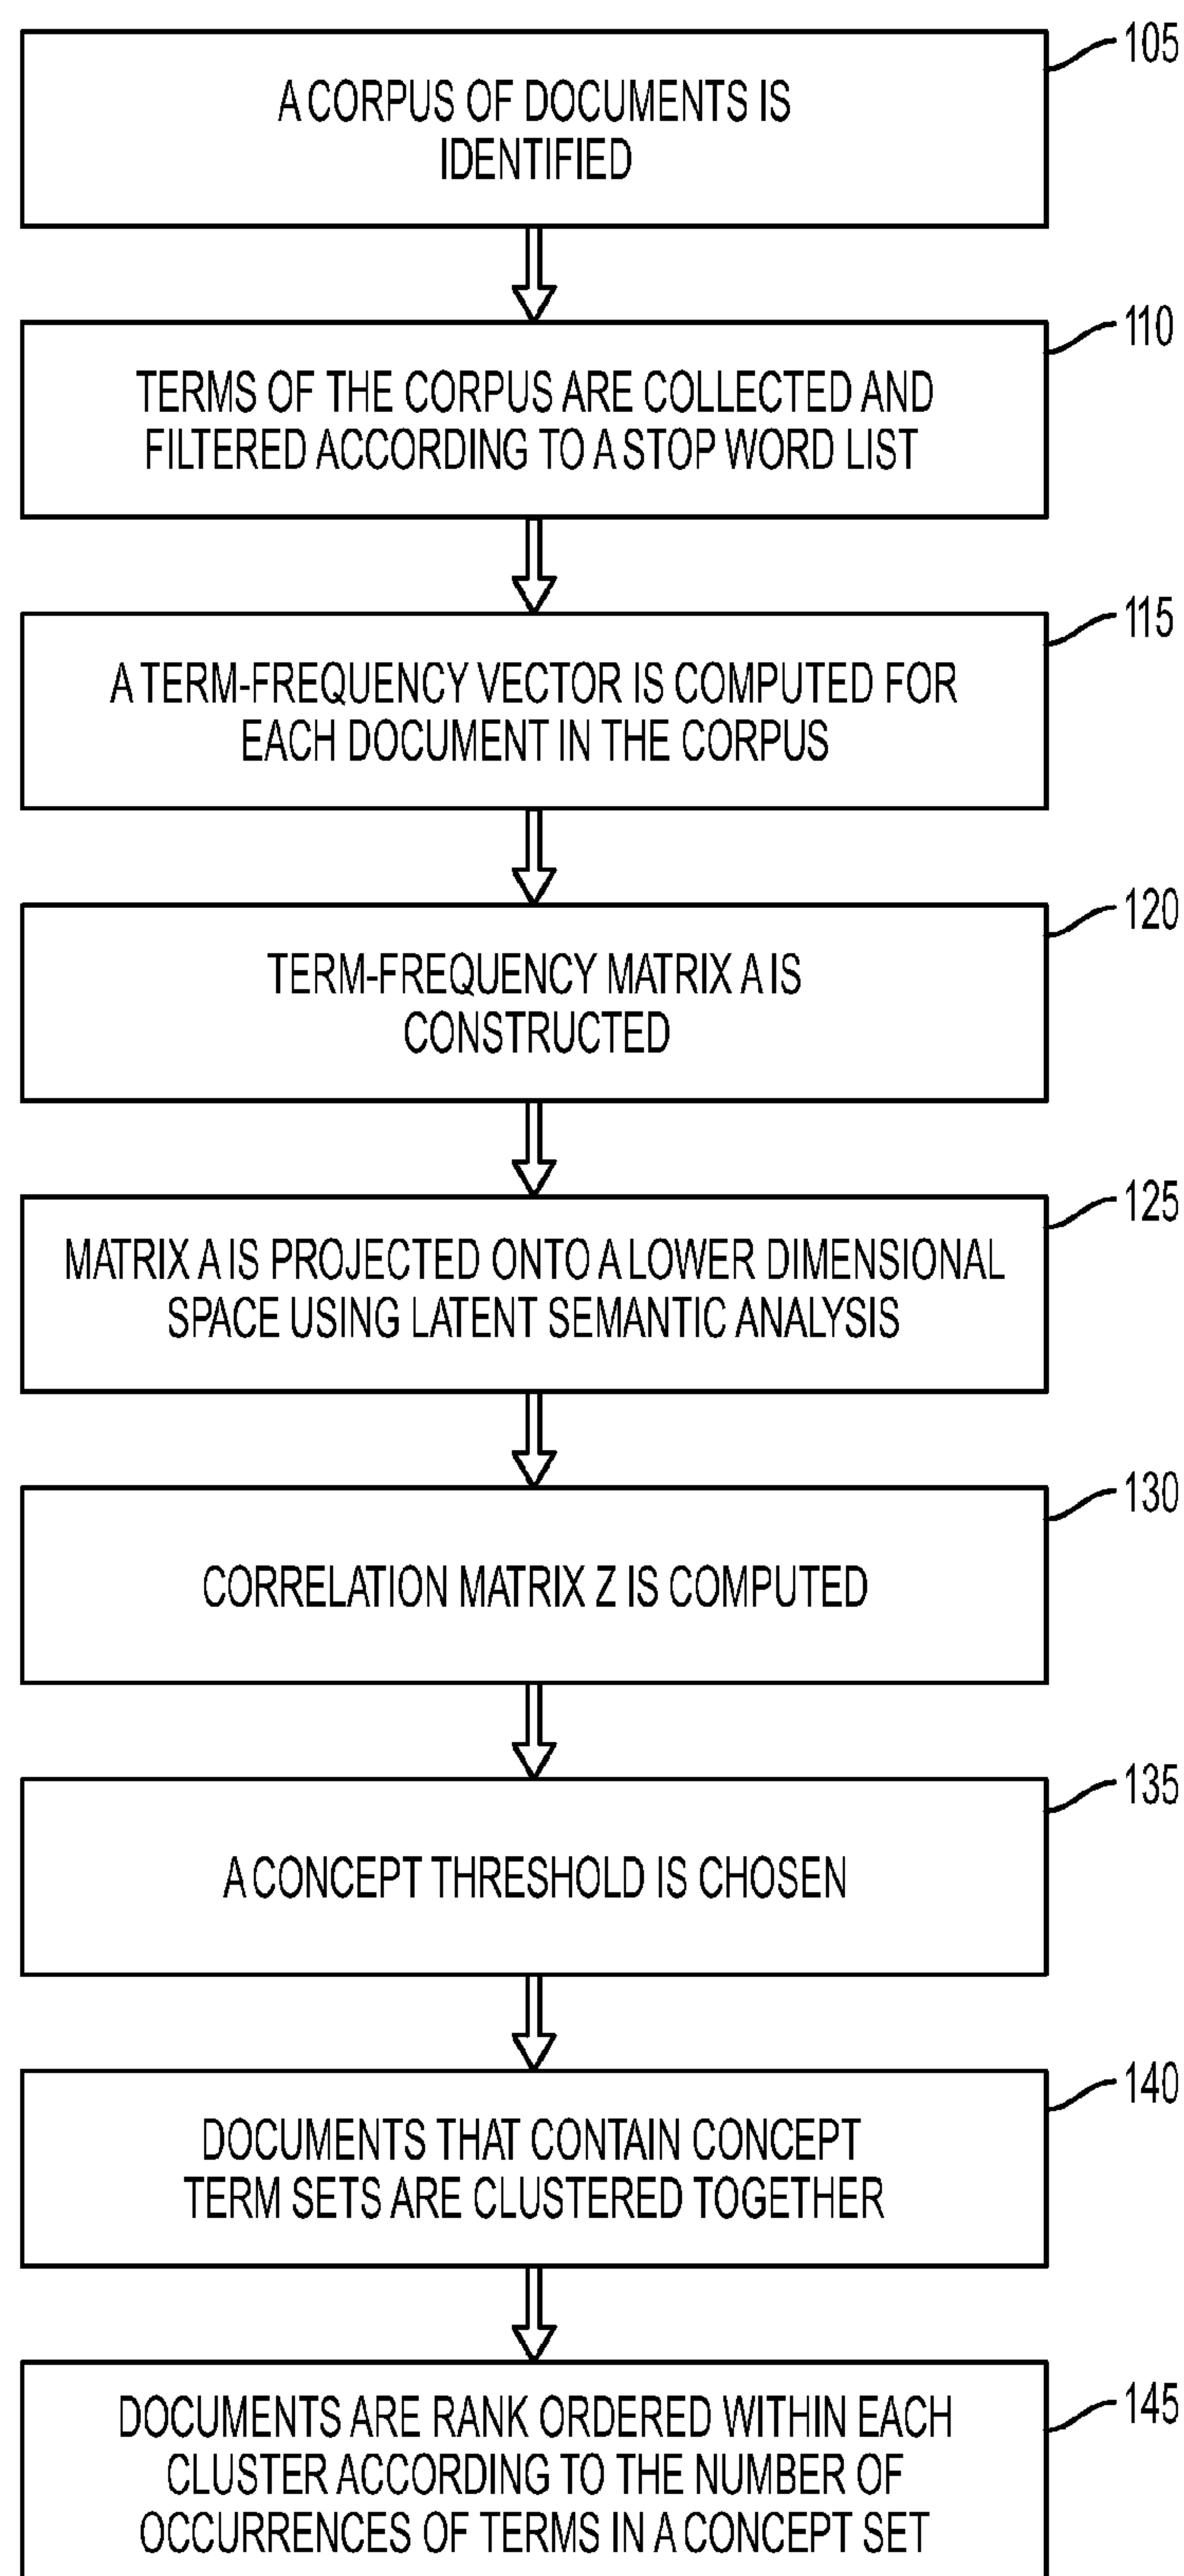 105
A CORPUS OF DOCUMENTS IS
IDENTIFIED
110
TERMS OF THE CORPUS ARE COLLECTED AND
FILTERED ACCORDING TO A STOP WORD LIST
115
A TERM-FREQUENCY VECTOR IS COMPUTED FOR
EACH DOCUMENT IN THE CORPUS
120
TERM-FREQUENCY MATRIX A IS
CONSTRUCTED
125
MATRIX A IS PROJECTED ONTO A LOWER DIMENSIONAL
SPACE USING LATENT SEMANTIC ANALYSIS
130
CORRELATION MATRIX Z IS COMPUTED
135
A CONCEPT THRESHOLD IS CHOSEN
140
DOCUMENTS THAT CONTAIN CONCEPT
TERM SETS ARE CLUSTERED TOGETHER
145
DOCUMENTS ARE RANK ORDERED WITHIN EACH
CLUSTER ACCORDING TO THE NUMBER OF
OCCURRENCES OF TERMS IN A CONCEPT SET